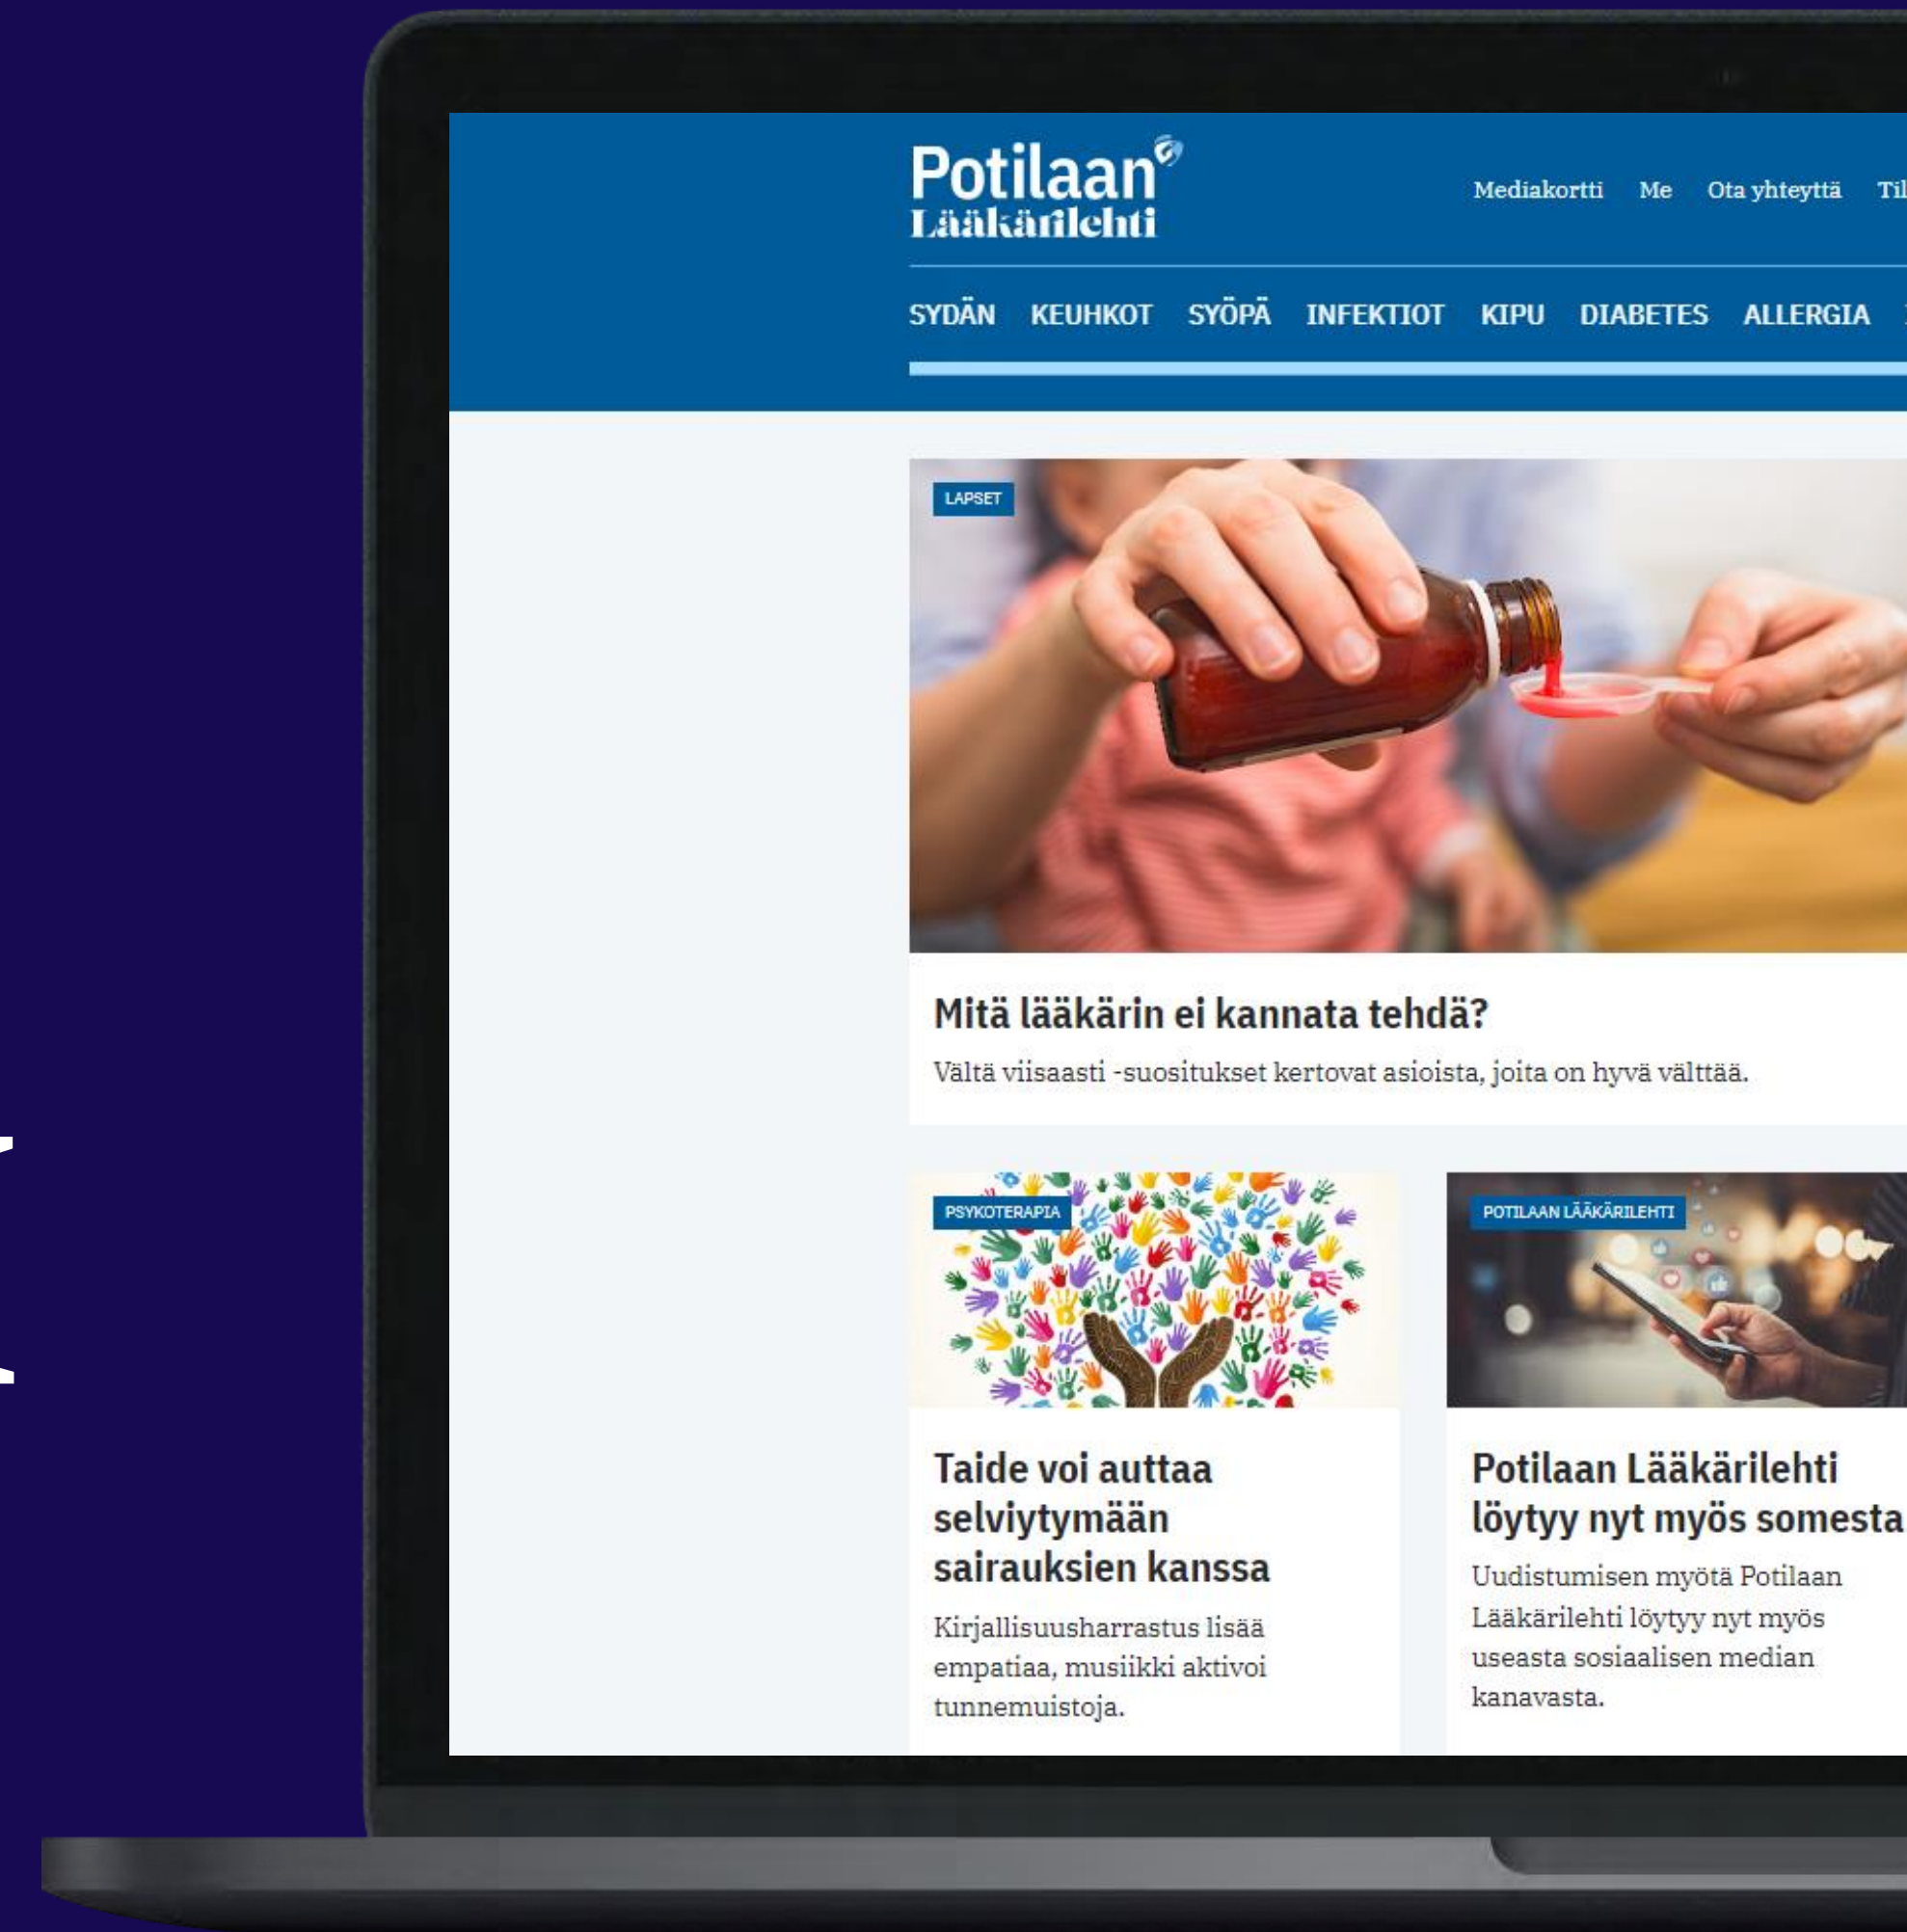 Potilaan
Lääkärilehti
Mediakortti Me Ota yhteyttä
SYDÄN KEUHKOT SYÖPÄ INFEKTIOT KIPU DIABETES ALLERGIA
LAPSET
Mitä lääkärin ei kannata tehdä?
Vältä viisaasti -suositukset kertovat asioista, joita on hyvä välttää.
PSYKOTERAPIA
Taide voi auttaa
selviytymään
sairauksien kanssa
Kirjallisuusharrastus lisää
empatiaa, musiikki aktivoi
tunnemuistoja.
POTILAAN LÄÄKÄRILEHTI
Potilaan Lääkärilehti
löytyy nyt myös somesta
Uudistumisen myötä Potilaan
Lääkärilehti löytyy nyt myös
useasta sosiaalisen median
kanavasta.